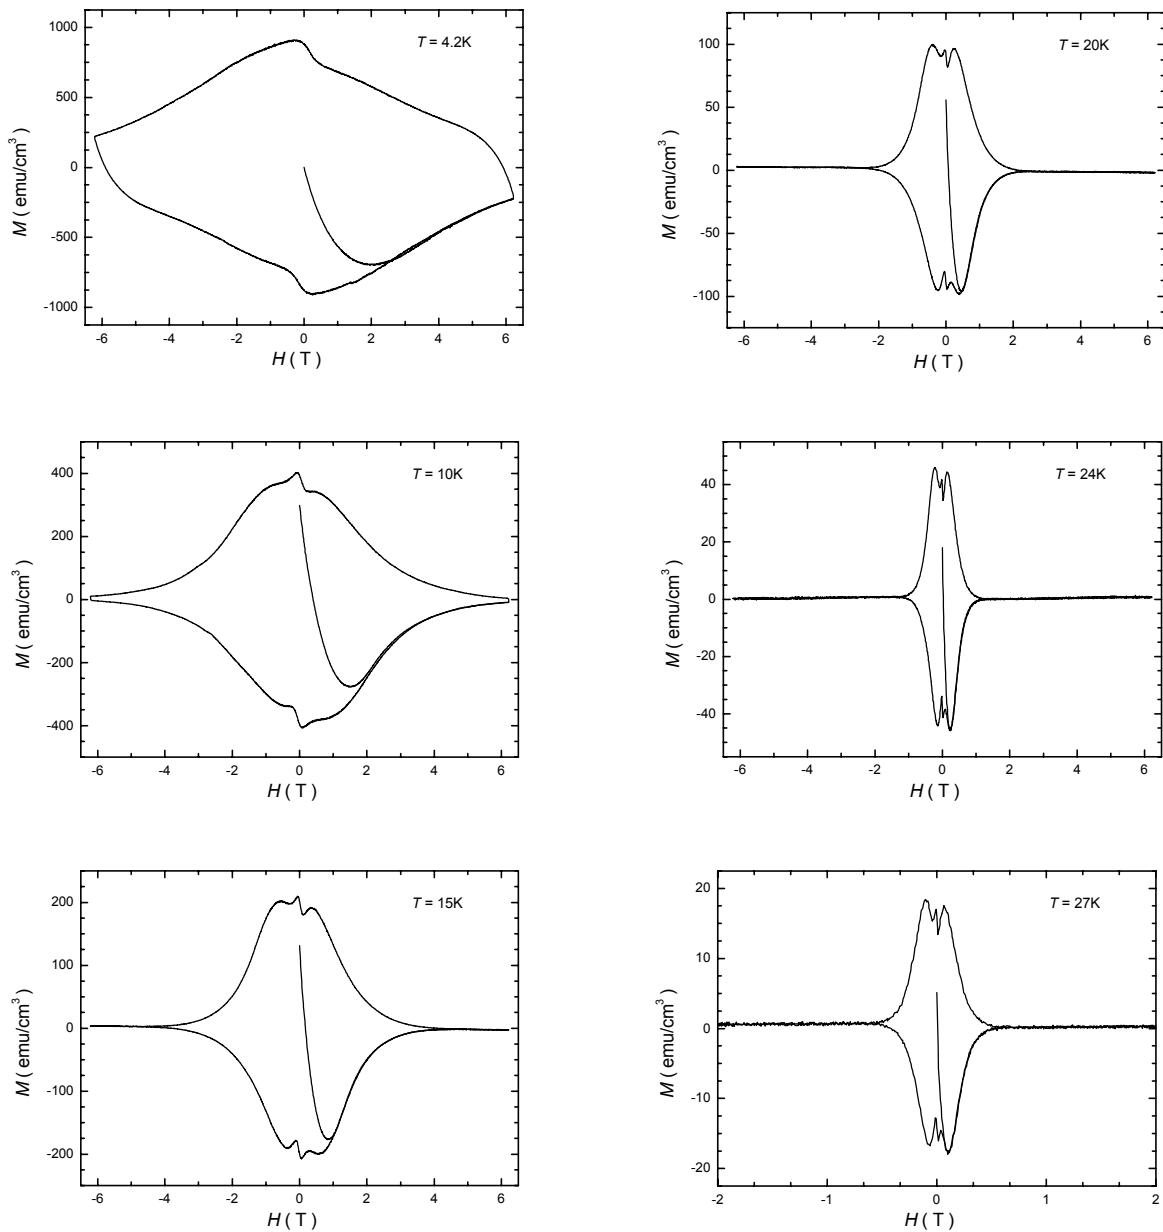 1000
500
0
-500
-1000
M ( emu/cm³ )
T = 4.2K
-6 -4 -2 0 2 4 6
H ( T )
100
50
0
-50
-100
M ( emu/cm³ )
T = 20K
-6 -4 -2 0 2 4 6
H ( T )
400
200
0
-200
-400
M ( emu/cm³ )
T = 10K
-6 -4 -2 0 2 4 6
H ( T )
40
20
0
-20
-40
M ( emu/cm³ )
T = 24K
-6 -4 -2 0 2 4 6
H ( T )
200
100
0
-100
-200
M ( emu/cm³ )
T = 15K
-6 -4 -2 0 2 4 6
H ( T )
20
10
0
-10
-20
M ( emu/cm³ )
T = 27K
-2 -1 0 1 2
H ( T )